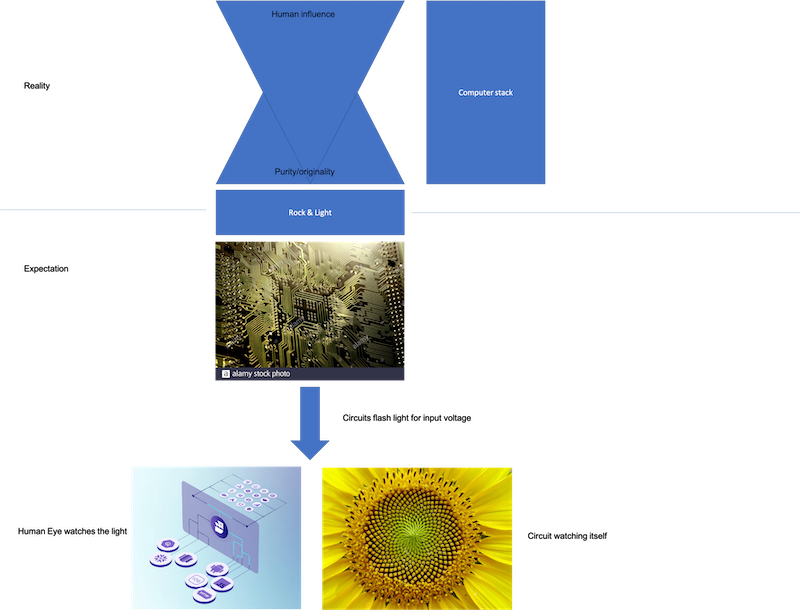 Human influence
Reality
Computer stack
Purity/originality
Rock & Light
Expectation
alamy stock photo
Circuits flash light for input voltage
Human Eye watches the light
Circuit watching itself